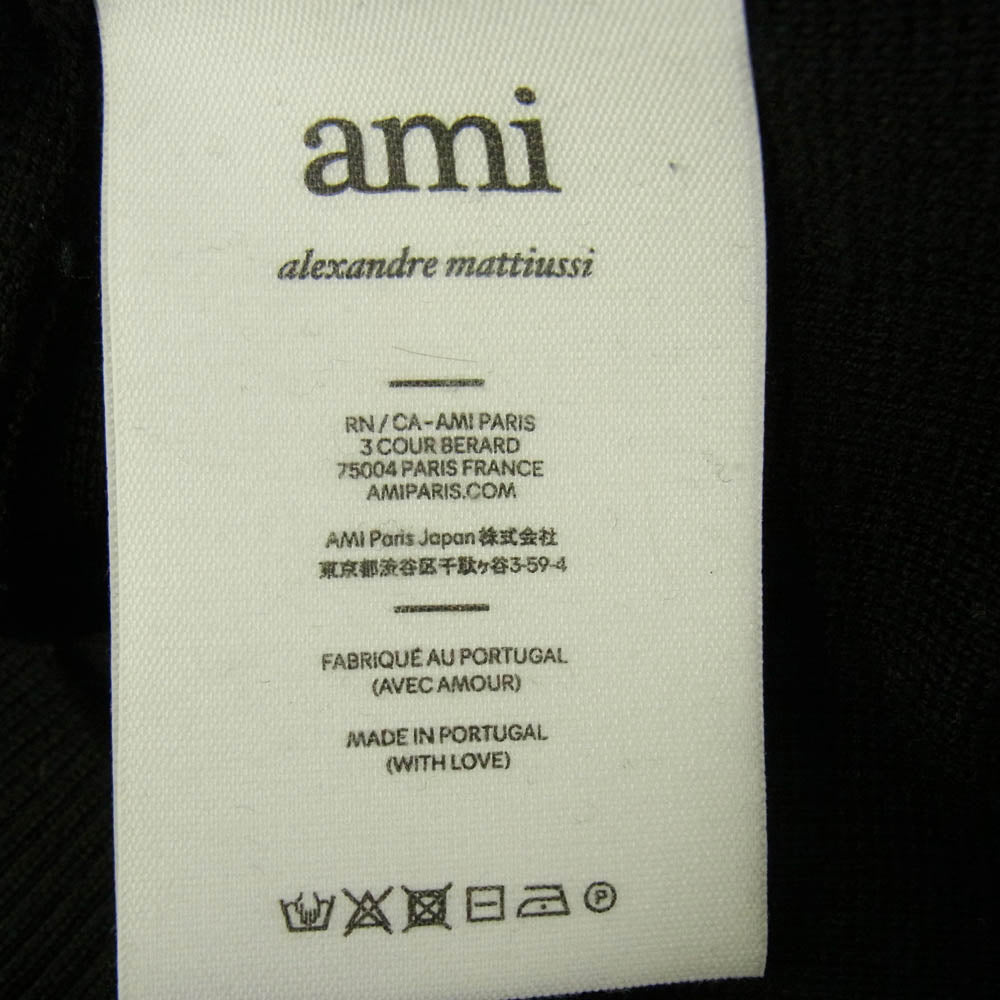 ami
alexandre mattiussi
RN / CA-AMI PARIS
3 COUR BERARD
75004 PARIS FRANCE
AMIPARIS.COM
AMI Paris Japan 株式会社
東京都渋谷区千駄ヶ谷3-59-4
FABRIQUÉ AU PORTUGAL
(AVEC AMOUR)
MADE IN PORTUGAL
(WITH LOVE)
P